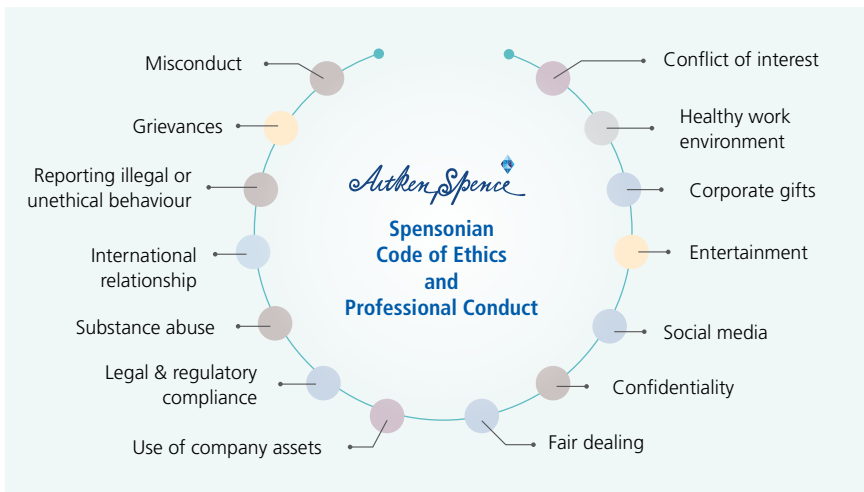 Misconduct
Grievances
Reporting illegal or
unethical behaviour
International
relationship
Substance abuse
Legal & regulatory
compliance
Use of company assets
Aitken Spence
Spensonian
Code of Ethics
and
Professional Conduct
Conflict of interest
Healthy work
environment
Corporate gifts
Entertainment
Social media
Confidentiality
Fair dealing